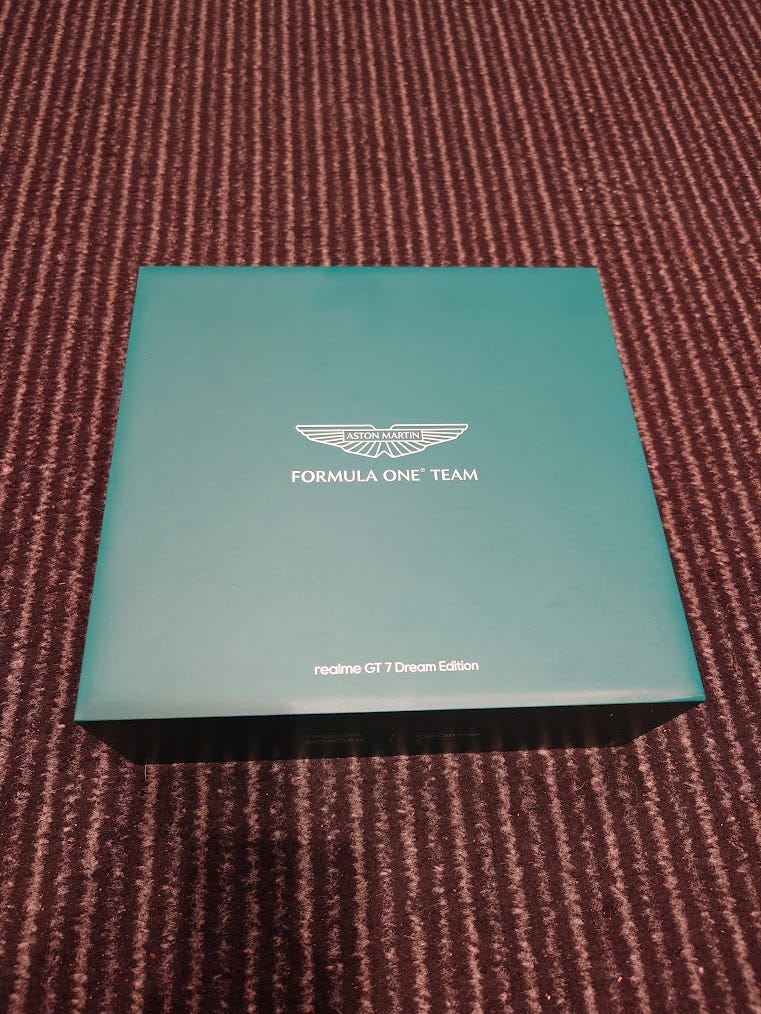 ASTON MARTIN
FORMULA ONE® TEAM
realme GT 7 Dream Edition